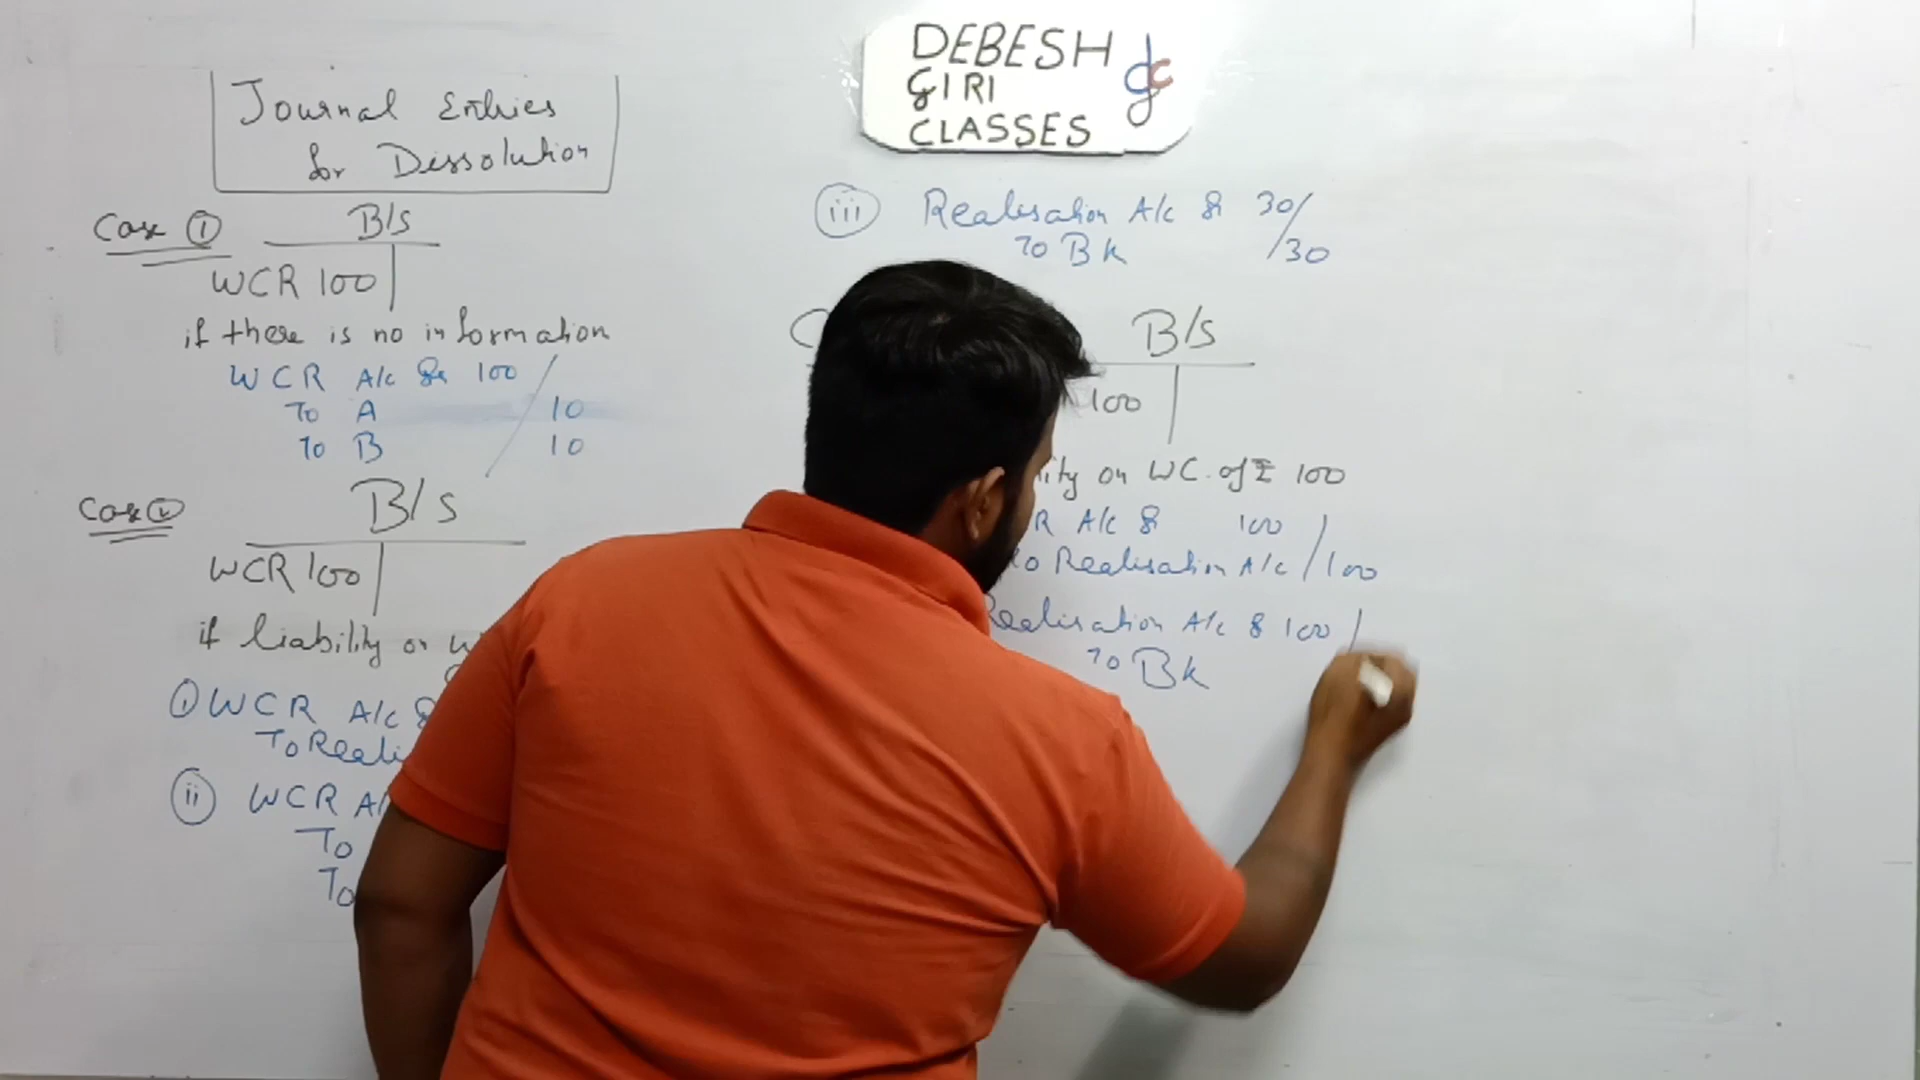 DEBESH
GIRI
CLASSES
dc
Journal Entries
for Dissolution
Case ①
B/S
WCR 100
if there is no information
WCR A/c Dr 100
To A 10
To B 10
Case ②
B/S
WCR 100
if liability on
① WCR A/c
To Reali
ⅱ WCR A/
To
To
ⅲ Realisation A/c Dr 30
To Bk 30
B/S
100
ity on WC. of ₹ 100
R A/c Dr 100
To Realisation A/c 100
Realisation A/c Dr 100
To Bk